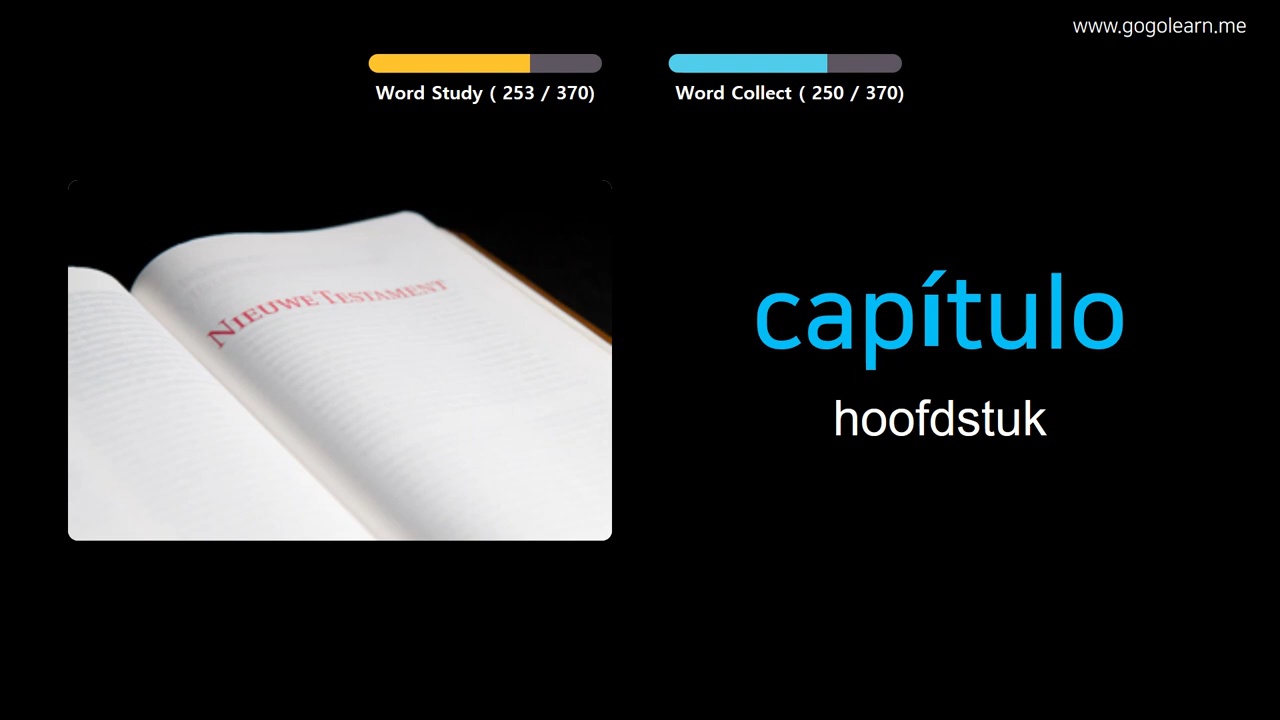 www.gogolearn.me
Word Study ( 253 / 370)
Word Collect ( 250 / 370)
NIEUWE TESTAMENT
capítulo
hoofdstuk